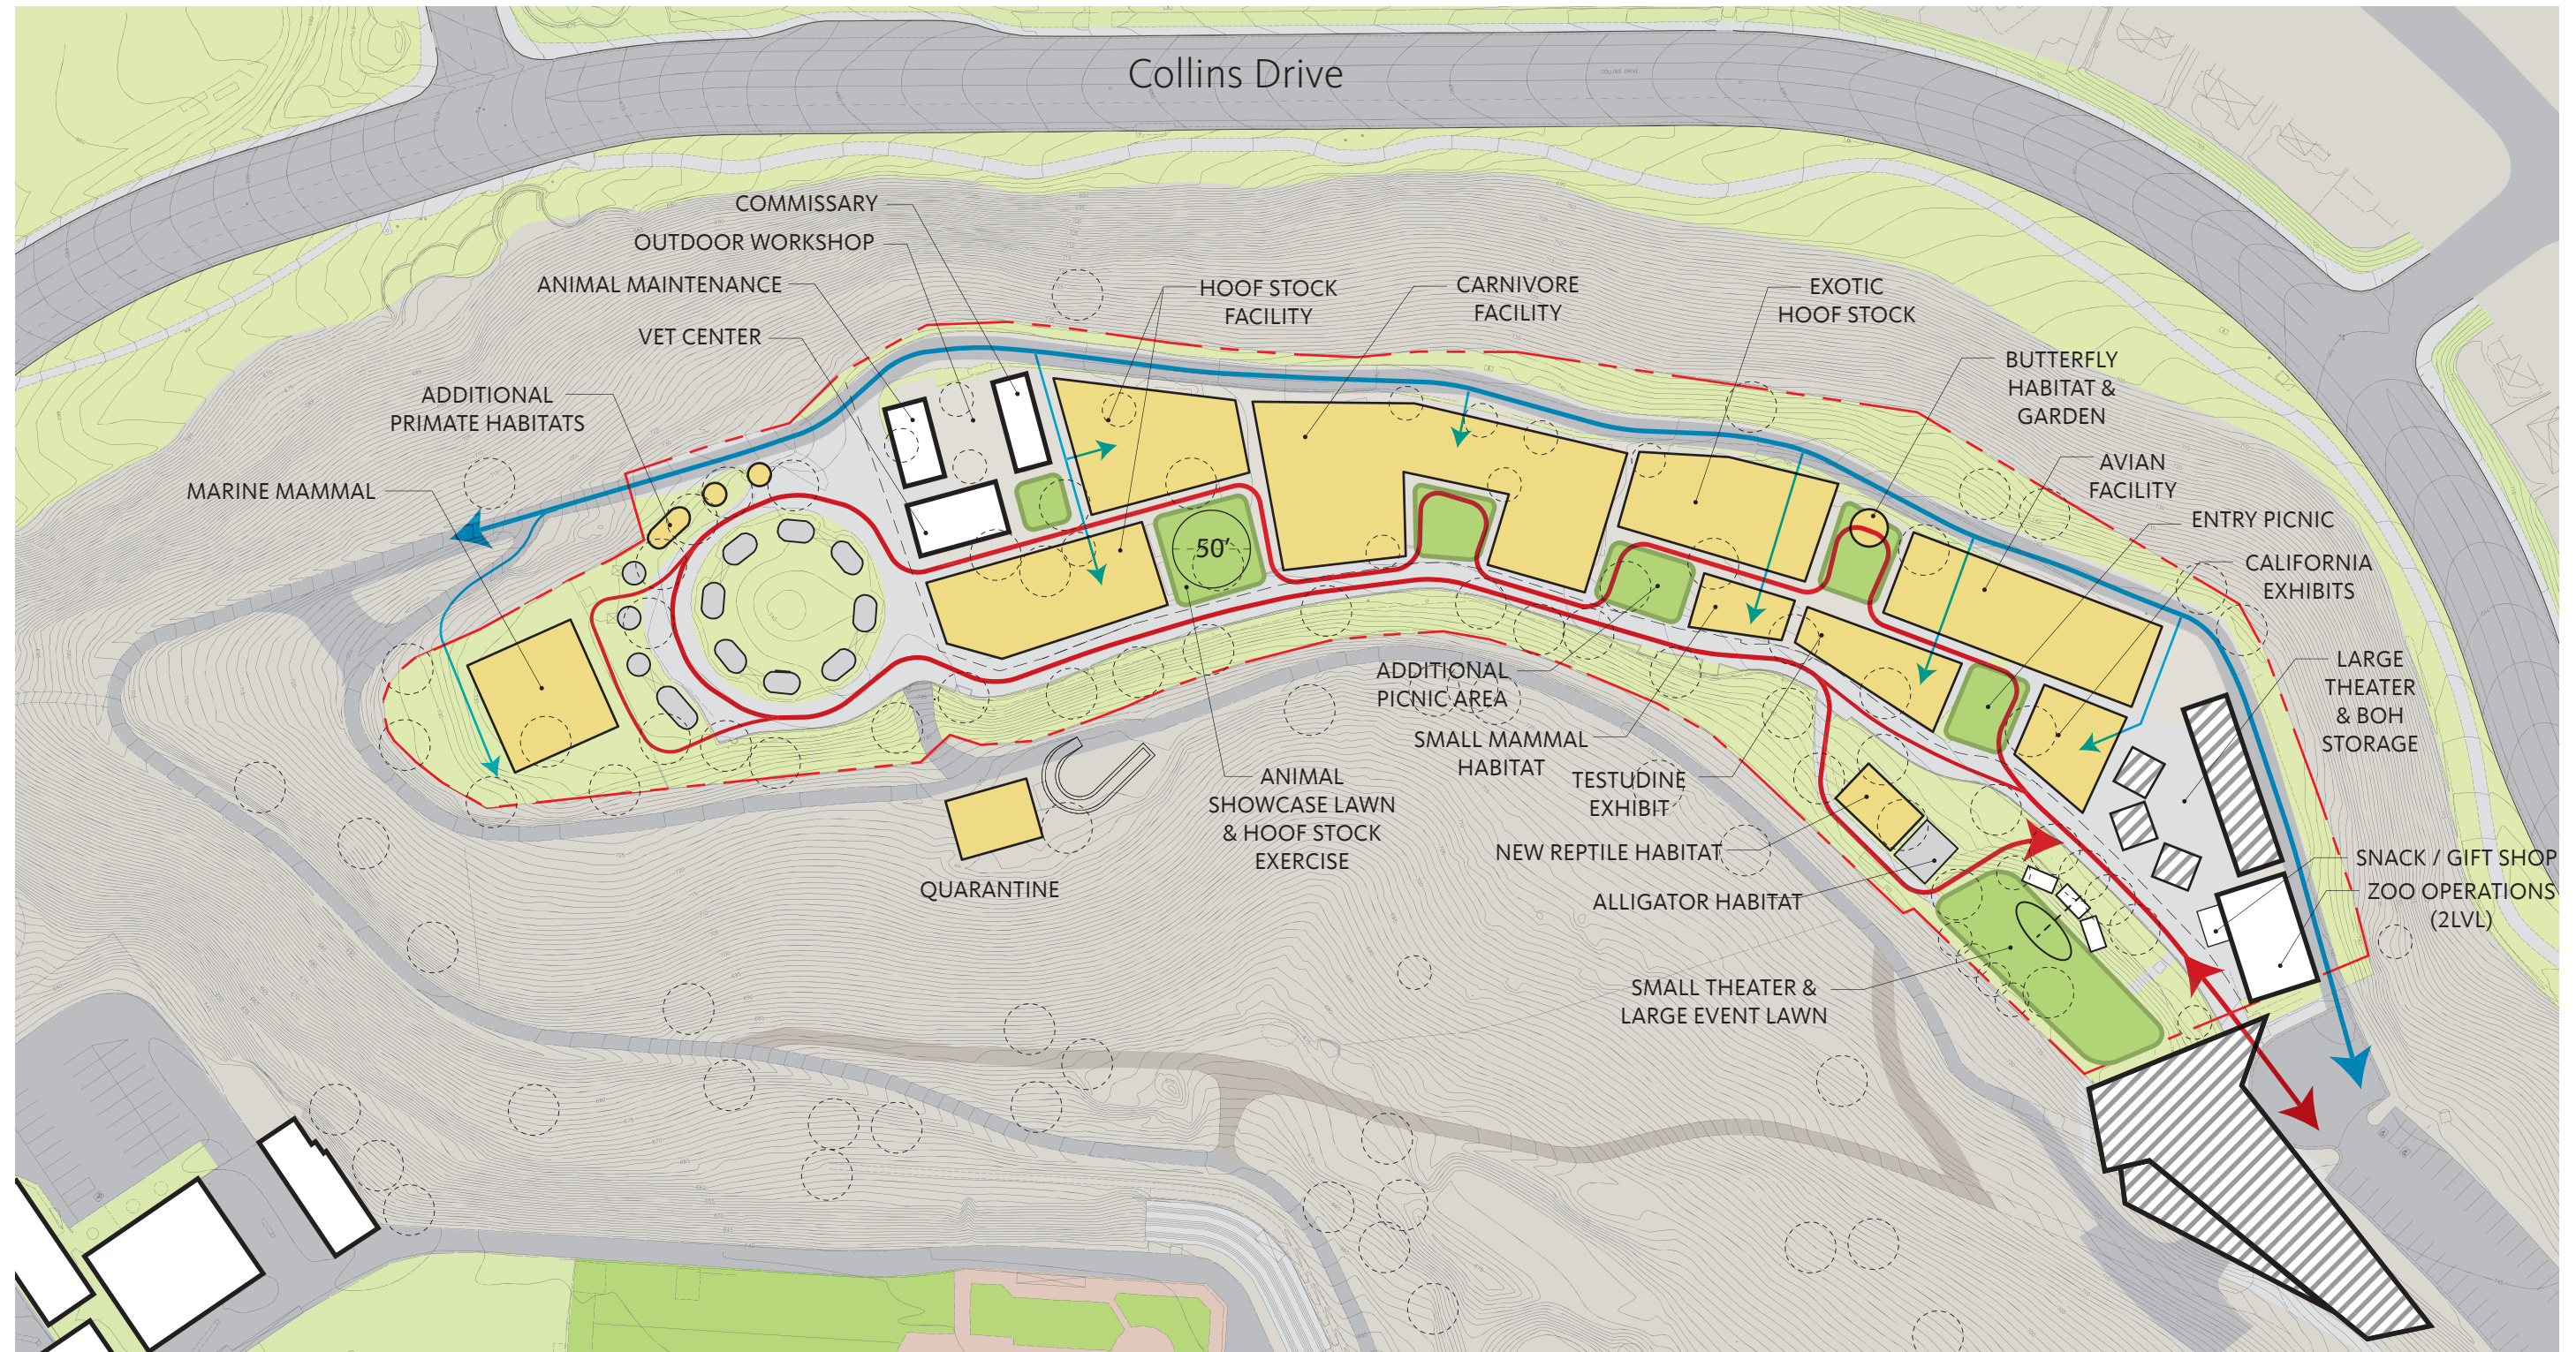 Collins Drive
COLLINS DRIVE
COMMISSARY
OUTDOOR WORKSHOP
ANIMAL MAINTENANCE
VET CENTER
ADDITIONAL
PRIMATE HABITATS
MARINE MAMMAL
HOOF STOCK
FACILITY
CARNIVORE
FACILITY
EXOTIC
HOOF STOCK
BUTTERFLY
HABITAT &
GARDEN
AVIAN
FACILITY
ENTRY PICNIC
CALIFORNIA
EXHIBITS
50'
LARGE
THEATER
& BOH
STORAGE
ADDITIONAL
PICNIC AREA
SMALL MAMMAL
HABITAT
TESTUDINE
EXHIBIT
ANIMAL
SHOWCASE LAWN
& HOOF STOCK
EXERCISE
NEW REPTILE HABITAT
ALLIGATOR HABITAT
QUARANTINE
SNACK / GIFT SHOP
ZOO OPERATIONS
(2LVL)
SMALL THEATER &
LARGE EVENT LAWN